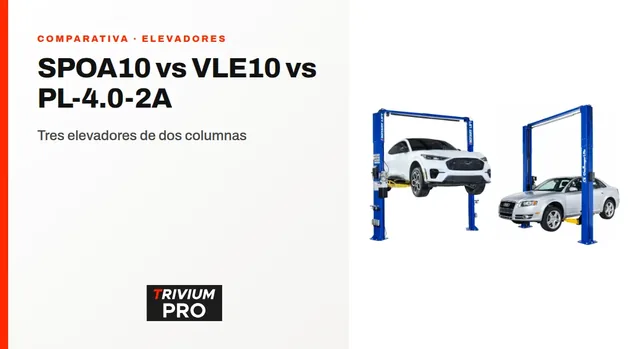 COMPARATIVA · ELEVADORES
SPOA10 vs VLE10 vs
PL-4.0-2A
Tres elevadores de dos columnas
TRIVIUM
PRO